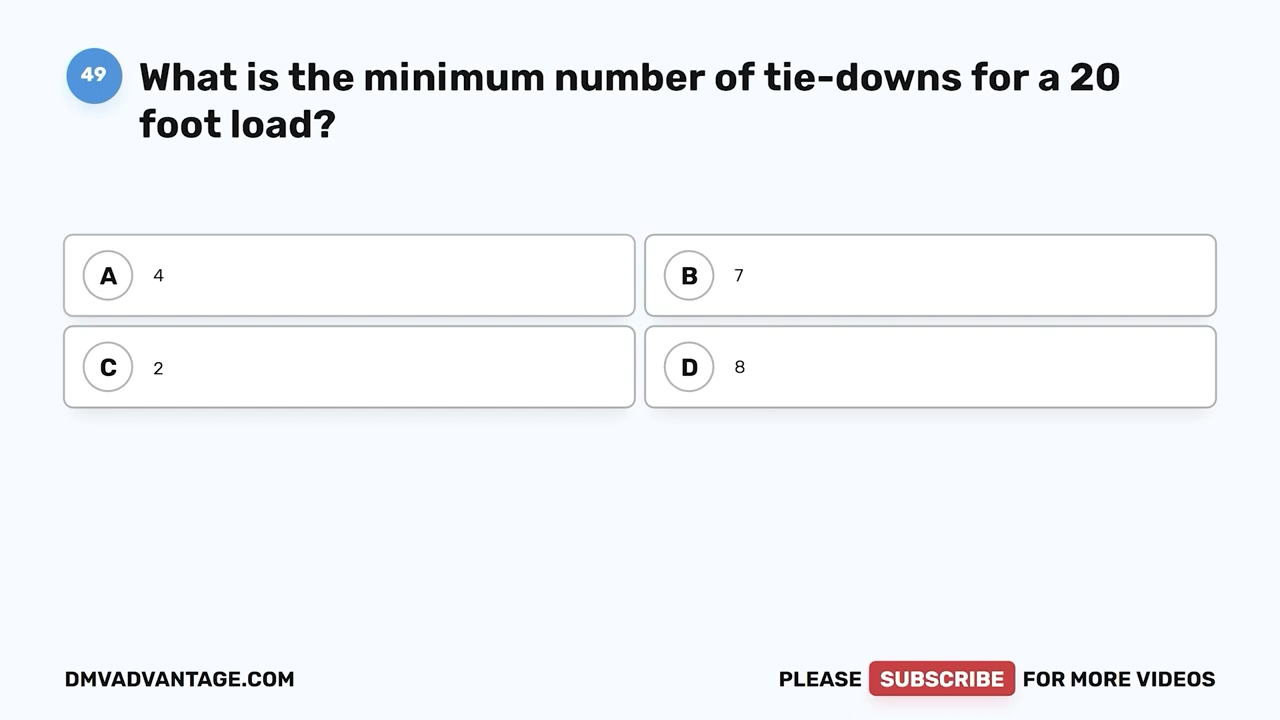 49
What is the minimum number of tie-downs for a 20
foot load?
A 4
B 7
C 2
D 8
DMVADVANTAGE.COM
PLEASE SUBSCRIBE FOR MORE VIDEOS